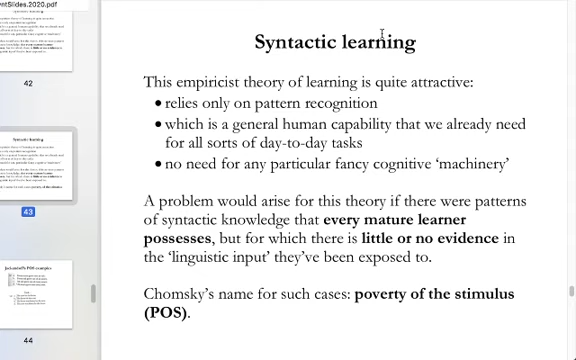 ntSlides.2020.pdf
42
43
44
Syntactic learning
This empiricist theory of learning is quite attractive:
• relies only on pattern recognition
• which is a general human capability that we already need
for all sorts of day-to-day tasks
• no need for any particular fancy cognitive ‘machinery’
A problem would arise for this theory if there were patterns
of syntactic knowledge that every mature learner
possesses, but for which there is little or no evidence in
the ‘linguistic input’ they’ve been exposed to.
Chomsky’s name for such cases: poverty of the stimulus
(POS).